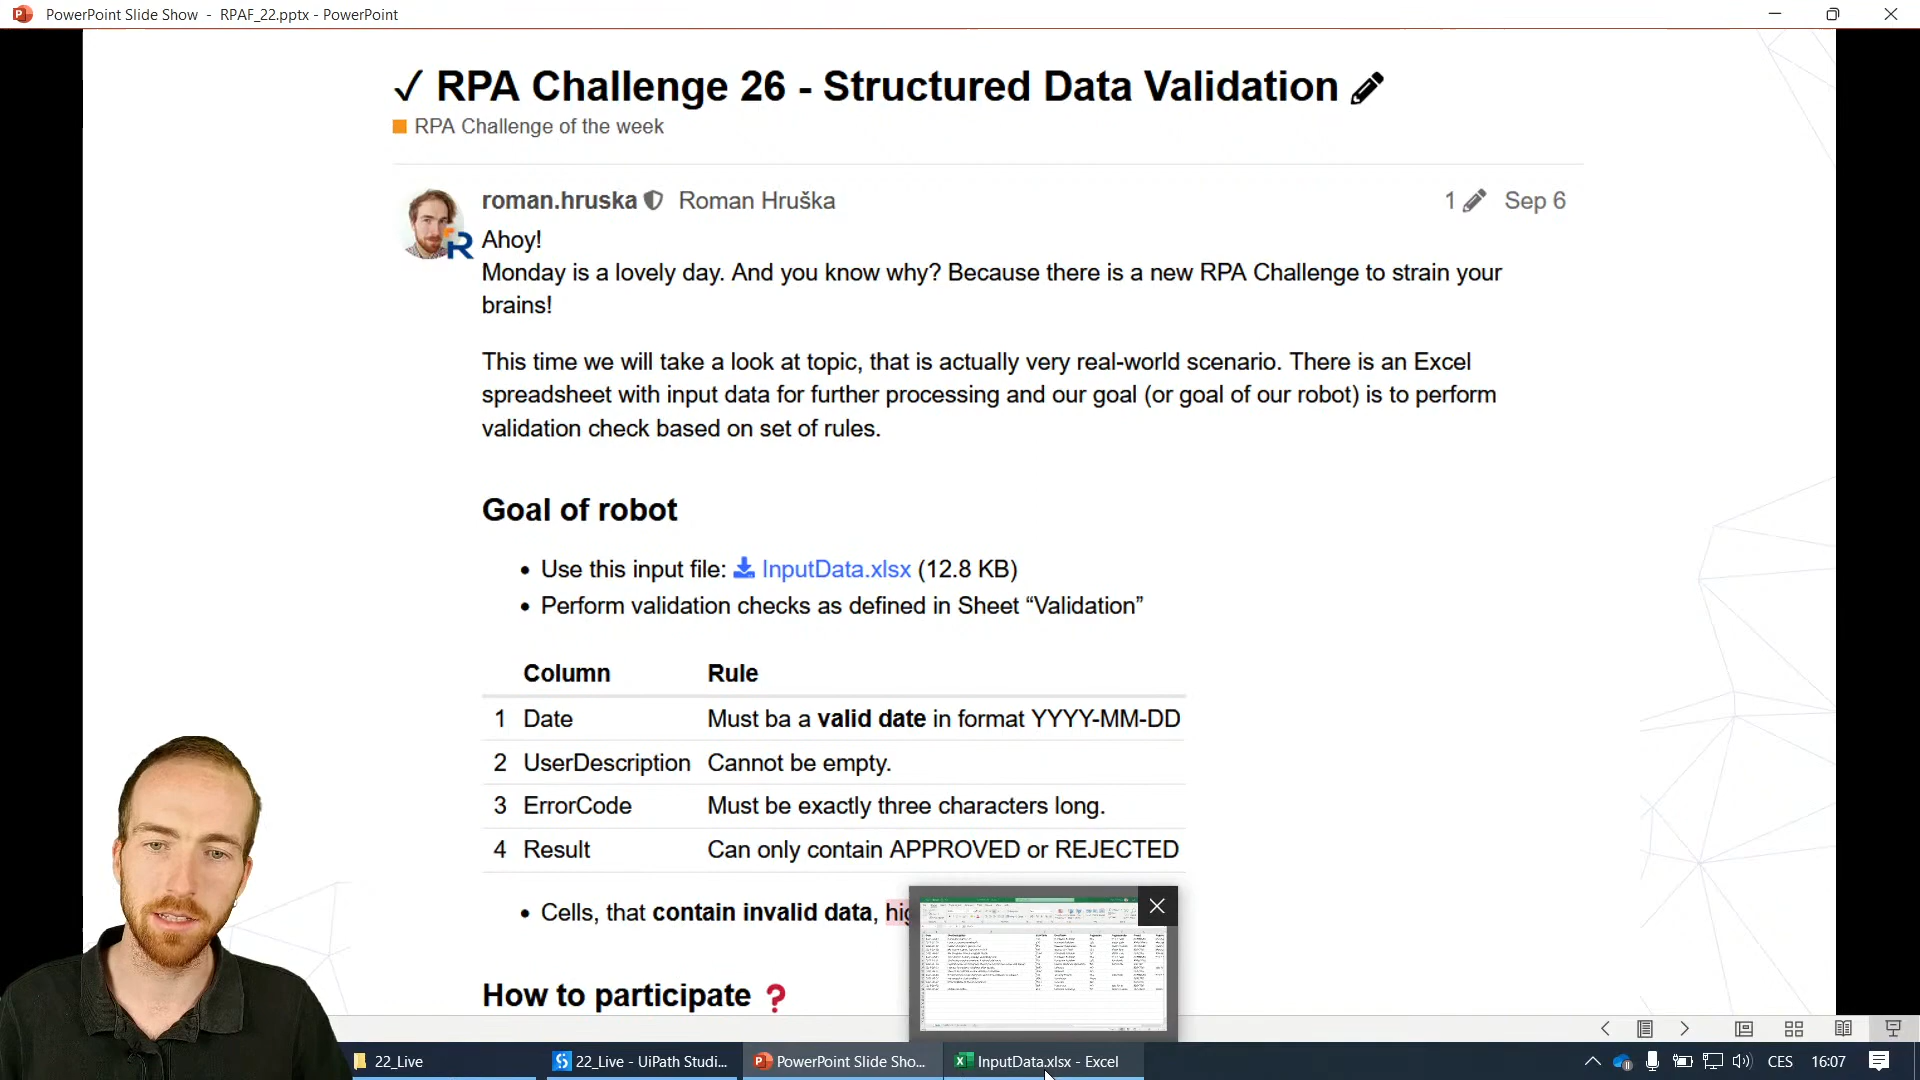 PowerPoint Slide Show - RPAF_22.pptx - PowerPoint
✓ RPA Challenge 26 - Structured Data Validation
RPA Challenge of the week
roman.hruska Roman Hruška 1 Sep 6
Ahoy!
Monday is a lovely day. And you know why? Because there is a new RPA Challenge to strain your
brains!
This time we will take a look at topic, that is actually very real-world scenario. There is an Excel
spreadsheet with input data for further processing and our goal (or goal of our robot) is to perform
validation check based on set of rules.
Goal of robot
• Use this input file: InputData.xlsx (12.8 KB)
• Perform validation checks as defined in Sheet “Validation”
Column Rule
1 Date Must ba a valid date in format YYYY-MM-DD
2 UserDescription Cannot be empty.
3 ErrorCode Must be exactly three characters long.
4 Result Can only contain APPROVED or REJECTED
• Cells, that contain invalid data, hig
How to participate ?
22_Live
22_Live - UiPath Studi...
PowerPoint Slide Sho...
InputData.xlsx - Excel
CES 16:07